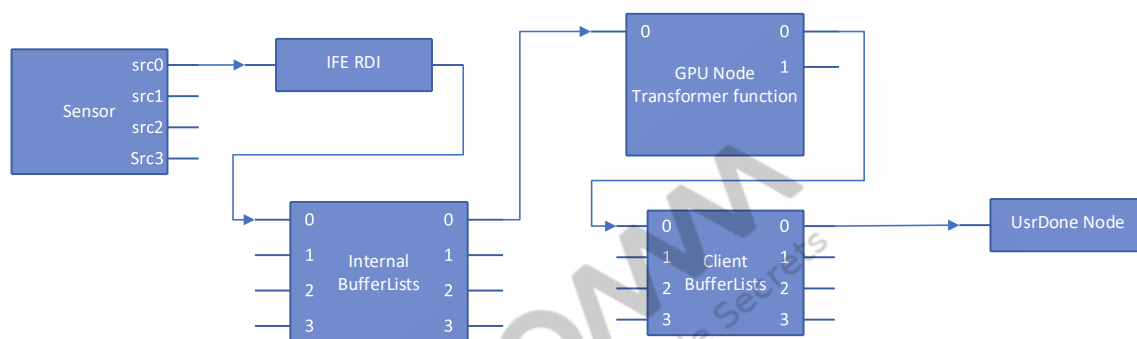 Sensor
src0
src1
src2
Src3
IFE RDI
0
1
2
3
Internal
BufferLists
0
1
2
3
0
GPU Node
Transformer function
0
1
0
1
2
3
Client
BufferLists
0
1
2
3
UsrDone Node
Secrets